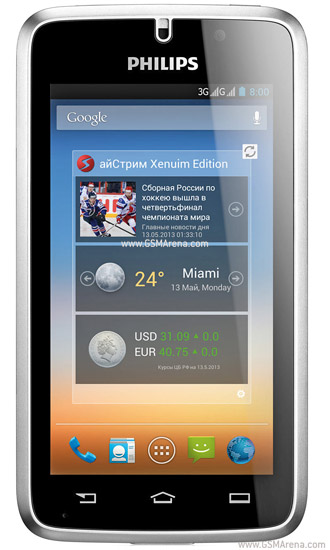 PHILIPS
3G G 8:00
Google
айСтрим Xenuim Edition
Сборная России по
хоккею вышла в
четвертьфинал
чемпионата мира
Главные новости дня
13.05.2013 01:33:10
www.GSMArena.com
24° Miami
13 Май, Monday
USD 31.09 + 0.0
EUR 40.75 + 0.0
Курсы ЦБ РФ на 13.5.2013
www.GSMArena.com